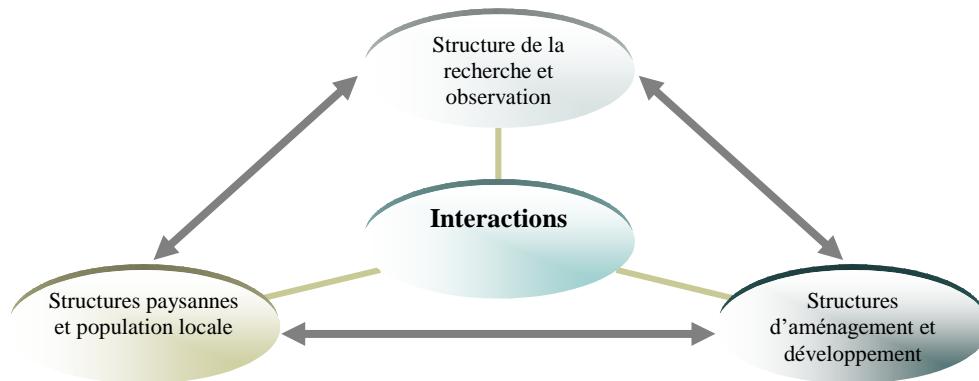 Structure de la
recherche et
observation
Interactions
Structures paysannes
et population locale
Structures
d’aménagement et
développement